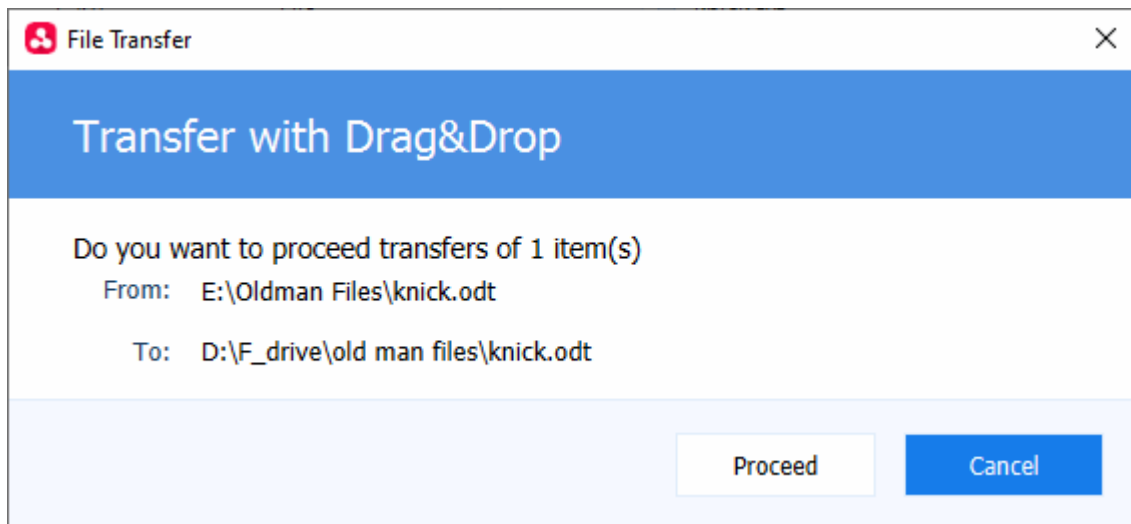 File Transfer
Transfer with Drag&Drop
Do you want to proceed transfers of 1 item(s)
From: E:\Oldman Files\knick.odt
To: D:\F_drive\old man files\knick.odt
Proceed Cancel